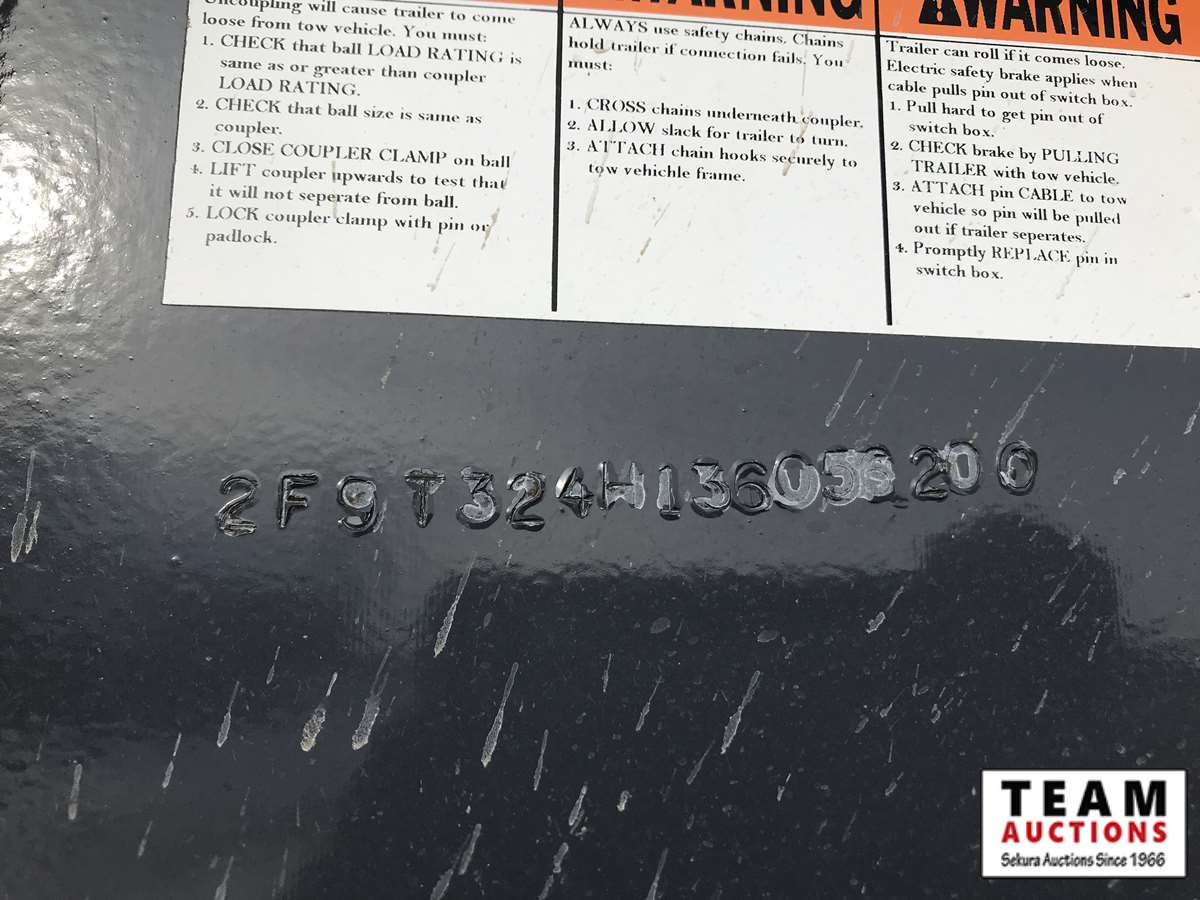 WARNING
WARNING
Uncoupling will cause trailer to come
loose from tow vehicle. You must:
1. CHECK that ball LOAD RATING is
same as or greater than coupler
LOAD RATING.
2. CHECK that ball size is same as
coupler.
3. CLOSE COUPLER CLAMP on ball
4. LIFT coupler upwards to test that
it will not seperate from ball.
5. LOCK coupler clamp with pin or
padlock.
ALWAYS use safety chains. Chains
hold trailer if connection fails. You
must:
1. CROSS chains underneath coupler.
2. ALLOW slack for trailer to turn.
3. ATTACH chain hooks securely to
tow vehichle frame.
Trailer can roll if it comes loose.
Electric safety brake applies when
cable pulls pin out of switch box.
1. Pull hard to get pin out of
switch box.
2. CHECK brake by PULLING
TRAILER with tow vehicle.
3. ATTACH pin CABLE to tow
vehicle so pin will be pulled
out if trailer seperates.
4. Promptly REPLACE pin in
switch box.
2F9T324H136056200
TEAM
AUCTIONS
Sekura Auctions Since 1966